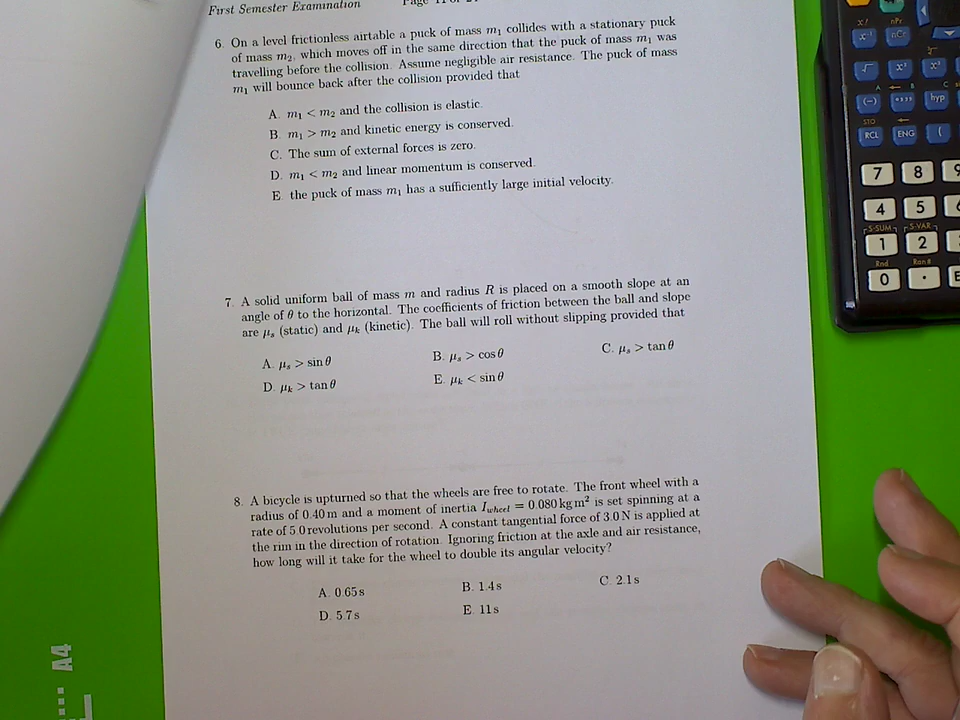 First Semester Examination
6. On a level frictionless airtable a puck of mass m₁ collides with a stationary puck
of mass m₂, which moves off in the same direction that the puck of mass m₁ was
travelling before the collision. Assume negligible air resistance. The puck of mass
m₁ will bounce back after the collision provided that
A. m₁ < m₂ and the collision is elastic.
B. m₁ > m₂ and kinetic energy is conserved.
C. The sum of external forces is zero.
D. m₁ < m₂ and linear momentum is conserved.
E. the puck of mass m₁ has a sufficiently large initial velocity.
7. A solid uniform ball of mass m and radius R is placed on a smooth slope at an
angle of θ to the horizontal. The coefficients of friction between the ball and slope
are μₛ (static) and μₖ (kinetic). The ball will roll without slipping provided that
A. μₛ > sin θ B. μₛ > cos θ C. μₛ > tan θ
D. μₖ > tan θ E. μₖ < sin θ
8. A bicycle is upturned so that the wheels are free to rotate. The front wheel with a
radius of 0.40 m and a moment of inertia I_wheel = 0.080 kg m² is set spinning at a
rate of 5.0 revolutions per second. A constant tangential force of 3.0 N is applied at
the rim in the direction of rotation. Ignoring friction at the axle and air resistance,
how long will it take for the wheel to double its angular velocity?
A. 0.65 s B. 1.4 s C. 2.1 s
D. 5.7 s E. 11 s
x! nPr
x⁻¹ nCr
√ x² x³
A B C
(−) °'" hyp
STO
RCL ENG (
7 8 9
4 5
S-SUM S-VAR
1 2
Rnd Ran#
0 .
A4